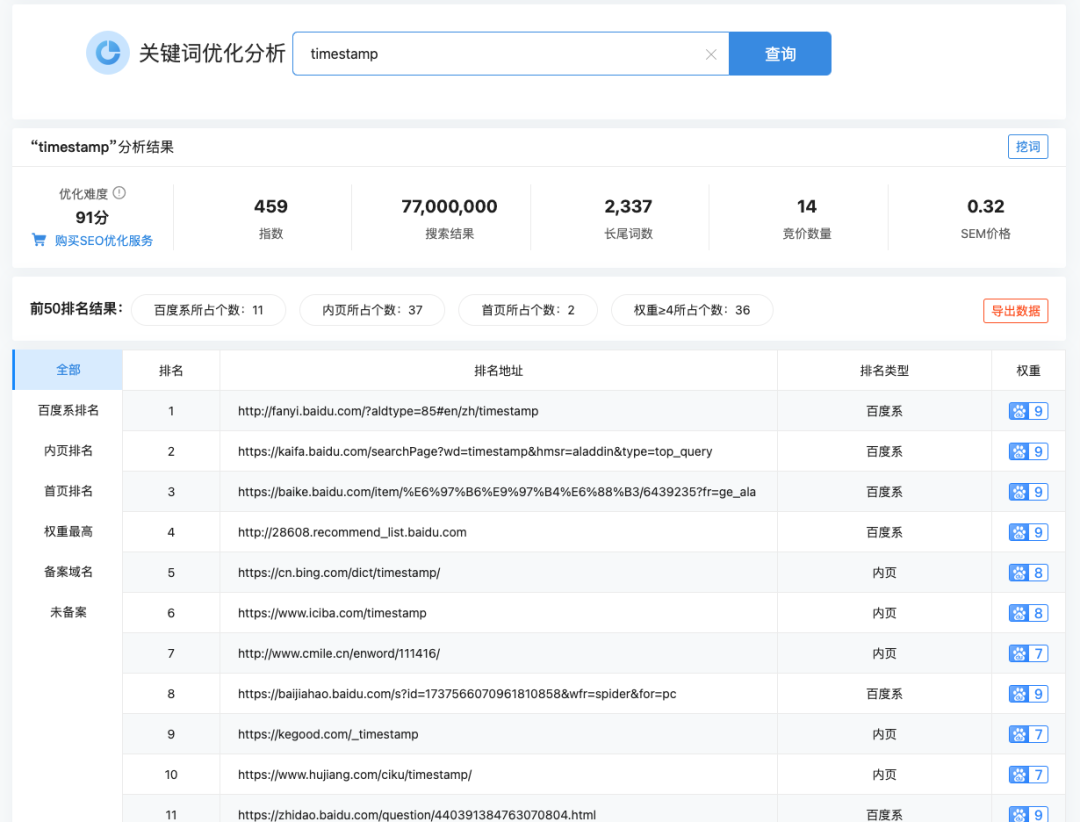 关键词优化分析 timestamp 查询
“timestamp”分析结果 挖词
优化难度
91分
购买SEO优化服务
459
指数
77,000,000
搜索结果
2,337
长尾词数
14
竞价数量
0.32
SEM价格
前50排名结果： 百度系所占个数：11 内页所占个数：37 首页所占个数：2 权重≥4所占个数：36 导出数据
全部
百度系排名
内页排名
首页排名
权重最高
备案域名
未备案
排名 排名地址 排名类型 权重
1 http://fanyi.baidu.com/?aldtype=85#en/zh/timestamp 百度系 9
2 https://kaifa.baidu.com/searchPage?wd=timestamp&hmsr=aladdin&type=top_query 百度系 9
3 https://baike.baidu.com/item/%E6%97%B6%E9%97%B4%E6%88%B3/6439235?fr=ge_ala 百度系 9
4 http://28608.recommend_list.baidu.com 百度系 9
5 https://cn.bing.com/dict/timestamp/ 内页 8
6 https://www.iciba.com/timestamp 内页 8
7 http://www.cmile.cn/enword/111416/ 内页 7
8 https://baijiahao.baidu.com/s?id=1737566070961810858&wfr=spider&for=pc 百度系 9
9 https://kegood.com/_timestamp 内页 7
10 https://www.hujiang.com/ciku/timestamp/ 内页 7
11 https://zhidao.baidu.com/question/440391384763070804.html 百度系 9